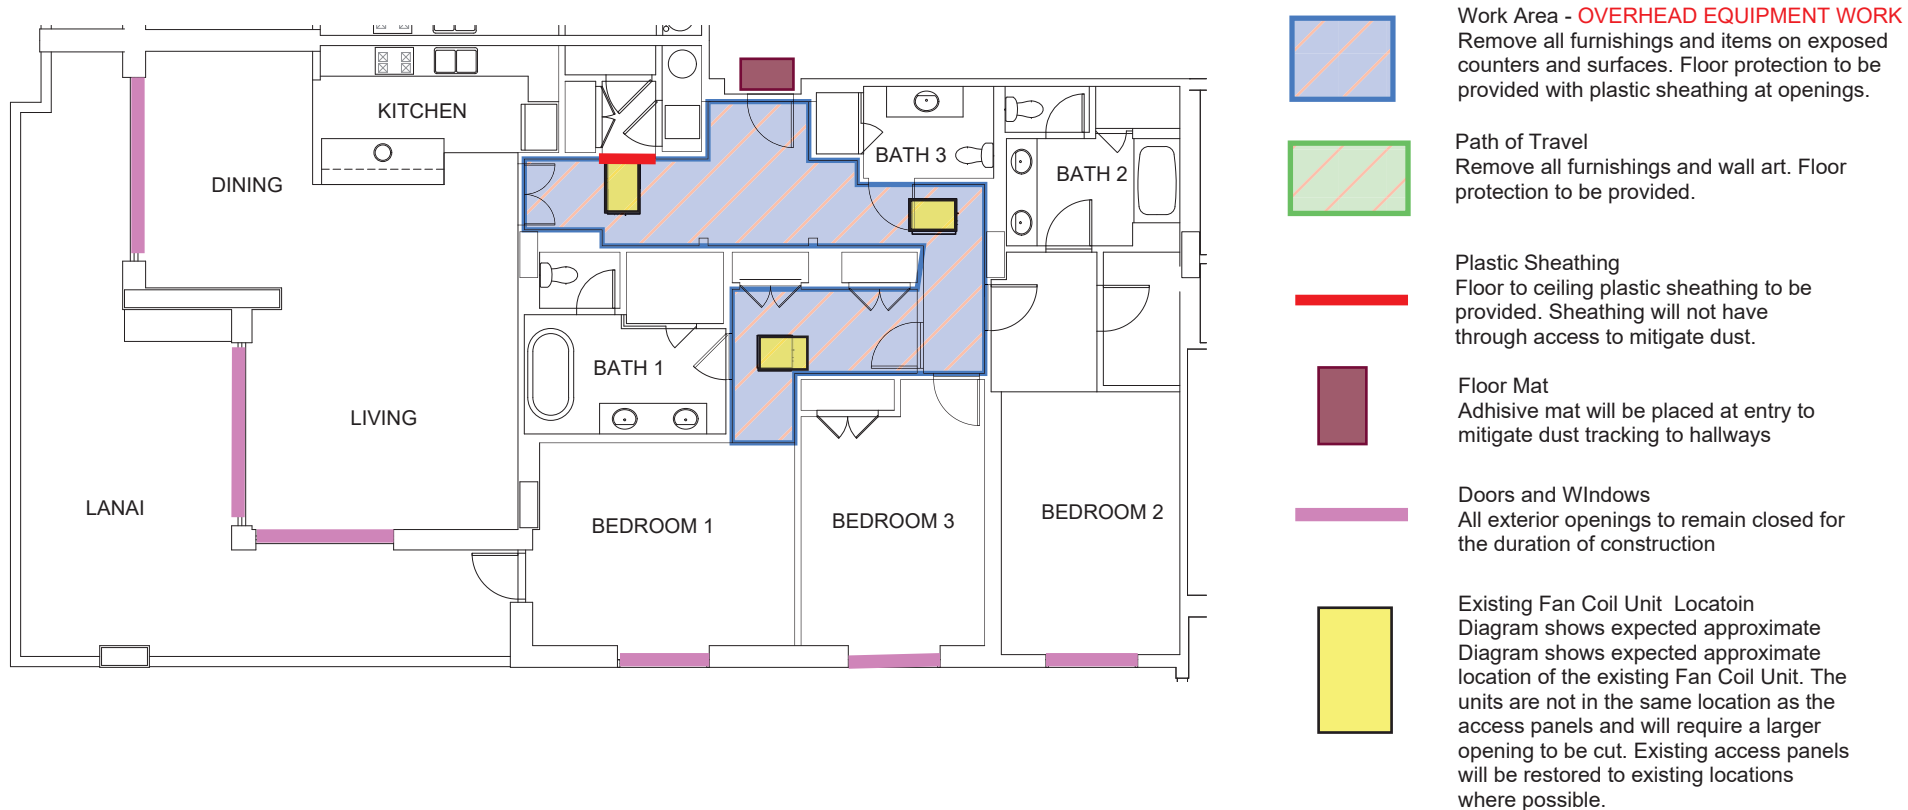 KITCHEN
DINING
BATH 3
BATH 2
BATH 1
LIVING
LANAI
BEDROOM 1
BEDROOM 3
BEDROOM 2
Work Area - OVERHEAD EQUIPMENT WORK
Remove all furnishings and items on exposed
counters and surfaces. Floor protection to be
provided with plastic sheathing at openings.
Path of Travel
Remove all furnishings and wall art. Floor
protection to be provided.
Plastic Sheathing
Floor to ceiling plastic sheathing to be
provided. Sheathing will not have
through access to mitigate dust.
Floor Mat
Adhisive mat will be placed at entry to
mitigate dust tracking to hallways
Doors and WIndows
All exterior openings to remain closed for
the duration of construction
Existing Fan Coil Unit  Locatoin
Diagram shows expected approximate
Diagram shows expected approximate
location of the existing Fan Coil Unit. The
units are not in the same location as the
access panels and will require a larger
opening to be cut. Existing access panels
will be restored to existing locations
where possible.